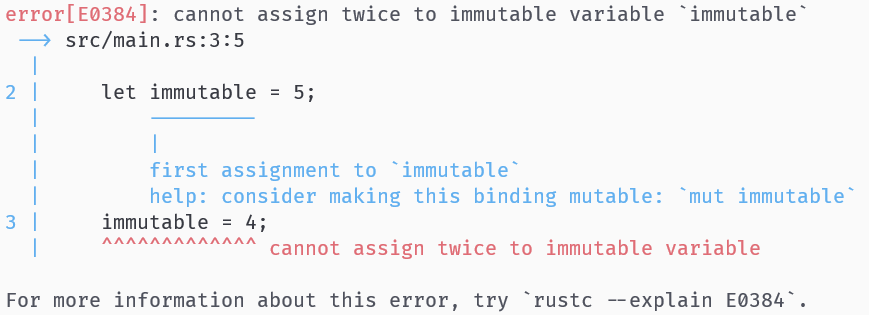 error[E0384]: cannot assign twice to immutable variable `immutable`
 --> src/main.rs:3:5
  |
2 |     let immutable = 5;
  |         ---------
  |         |
  |         first assignment to `immutable`
  |         help: consider making this binding mutable: `mut immutable`
3 |     immutable = 4;
  |     ^^^^^^^^^^^^^ cannot assign twice to immutable variable

For more information about this error, try `rustc --explain E0384`.